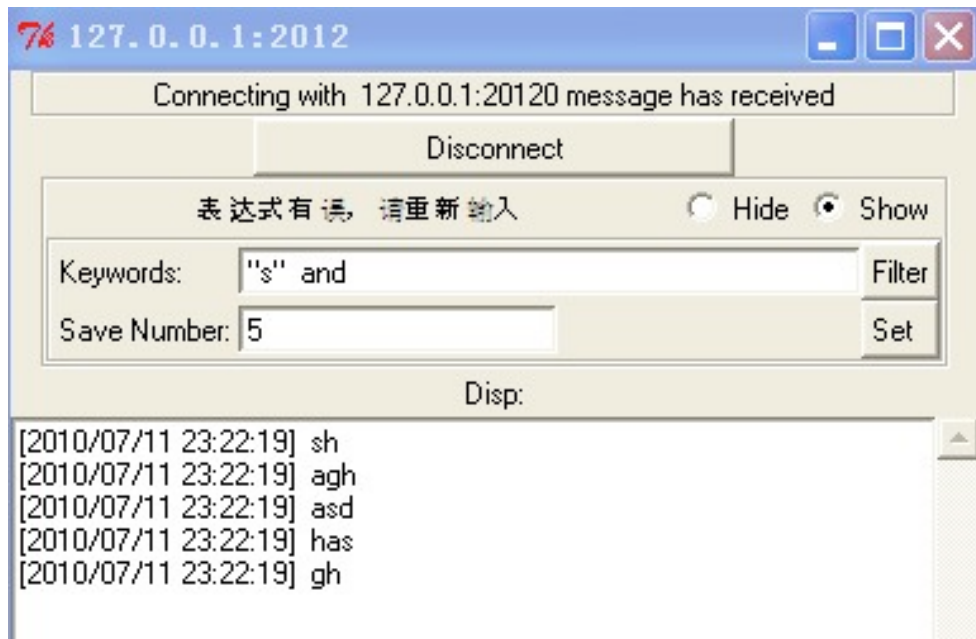 127.0.0.1:2012
Connecting with 127.0.0.1:20120 message has received
Disconnect
表达式有误，请重新输入
Hide Show
Keywords: "s" and Filter
Save Number: 5 Set
Disp:
[2010/07/11 23:22:19] sh
[2010/07/11 23:22:19] agh
[2010/07/11 23:22:19] asd
[2010/07/11 23:22:19] has
[2010/07/11 23:22:19] gh